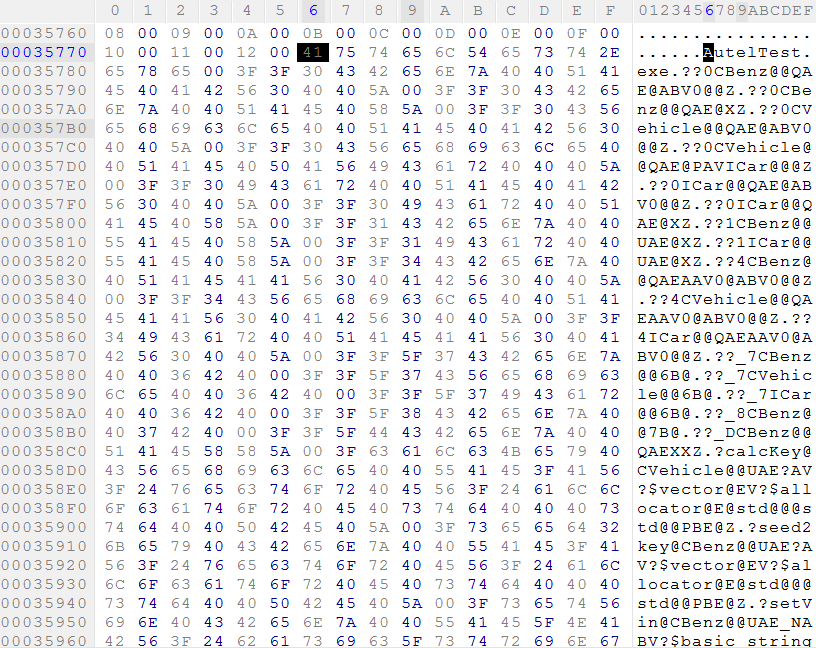 0 1 2 3 4 5 6 7 8 9 A B C D E F 0123456789ABCDEF
00035760 08 00 09 00 0A 00 0B 00 0C 00 0D 00 0E 00 0F 00 ................
00035770 10 00 11 00 12 00 41 75 74 65 6C 54 65 73 74 2E ......AutelTest.
00035780 65 78 65 00 3F 3F 30 43 42 65 6E 7A 40 40 51 41 exe.??0CBenz@@QA
00035790 45 40 41 42 56 30 40 40 5A 00 3F 3F 30 43 42 65 E@ABV0@@Z.??0CBe
000357A0 6E 7A 40 40 51 41 45 40 58 5A 00 3F 3F 30 43 56 nz@@QAE@XZ.??0CV
000357B0 65 68 69 63 6C 65 40 40 51 41 45 40 41 42 56 30 ehicle@@QAE@ABV0
000357C0 40 40 5A 00 3F 3F 30 43 56 65 68 69 63 6C 65 40 @@Z.??0CVehicle@
000357D0 40 51 41 45 40 50 41 56 49 43 61 72 40 40 40 5A @QAE@PAVICar@@@Z
000357E0 00 3F 3F 30 49 43 61 72 40 40 51 41 45 40 41 42 .??0ICar@@QAE@AB
000357F0 56 30 40 40 5A 00 3F 3F 30 49 43 61 72 40 40 51 V0@@Z.??0ICar@@Q
00035800 41 45 40 58 5A 00 3F 3F 31 43 42 65 6E 7A 40 40 AE@XZ.??1CBenz@@
00035810 55 41 45 40 58 5A 00 3F 3F 31 49 43 61 72 40 40 UAE@XZ.??1ICar@@
00035820 55 41 45 40 58 5A 00 3F 3F 34 43 42 65 6E 7A 40 UAE@XZ.??4CBenz@
00035830 40 51 41 45 41 41 56 30 40 41 42 56 30 40 40 5A @QAEAAV0@ABV0@@Z
00035840 00 3F 3F 34 43 56 65 68 69 63 6C 65 40 40 51 41 .??4CVehicle@@QA
00035850 45 41 41 56 30 40 41 42 56 30 40 40 5A 00 3F 3F EAAV0@ABV0@@Z.??
00035860 34 49 43 61 72 40 40 51 41 45 41 41 56 30 40 41 4ICar@@QAEAAV0@A
00035870 42 56 30 40 40 5A 00 3F 3F 5F 37 43 42 65 6E 7A BV0@@Z.??_7CBenz
00035880 40 40 36 42 40 00 3F 3F 5F 37 43 56 65 68 69 63 @@6B@.??_7CVehic
00035890 6C 65 40 40 36 42 40 00 3F 3F 5F 37 49 43 61 72 le@@6B@.??_7ICar
000358A0 40 40 36 42 40 00 3F 3F 5F 38 43 42 65 6E 7A 40 @@6B@.??_8CBenz@
000358B0 40 37 42 40 00 3F 3F 5F 44 43 42 65 6E 7A 40 40 @7B@.??_DCBenz@@
000358C0 51 41 45 58 58 5A 00 3F 63 61 6C 63 4B 65 79 40 QAEXXZ.?calcKey@
000358D0 43 56 65 68 69 63 6C 65 40 40 55 41 45 3F 41 56 CVehicle@@UAE?AV
000358E0 3F 24 76 65 63 74 6F 72 40 45 56 3F 24 61 6C 6C ?$vector@EV?$all
000358F0 6F 63 61 74 6F 72 40 45 40 73 74 64 40 40 40 73 ocator@E@std@@@s
00035900 74 64 40 40 50 42 45 40 5A 00 3F 73 65 65 64 32 td@@PBE@Z.?seed2
00035910 6B 65 79 40 43 42 65 6E 7A 40 40 55 41 45 3F 41 key@CBenz@@UAE?A
00035920 56 3F 24 76 65 63 74 6F 72 40 45 56 3F 24 61 6C V?$vector@EV?$al
00035930 6C 6F 63 61 74 6F 72 40 45 40 73 74 64 40 40 40 locator@E@std@@@
00035940 73 74 64 40 40 50 42 45 40 5A 00 3F 73 65 74 56 std@@PBE@Z.?setV
00035950 69 6E 40 43 42 65 6E 7A 40 40 55 41 45 5F 4E 41 in@CBenz@@UAE_NA
00035960 42 56 3F 24 62 61 73 69 63 5F 73 74 72 69 6E 67 BV?$basic_string